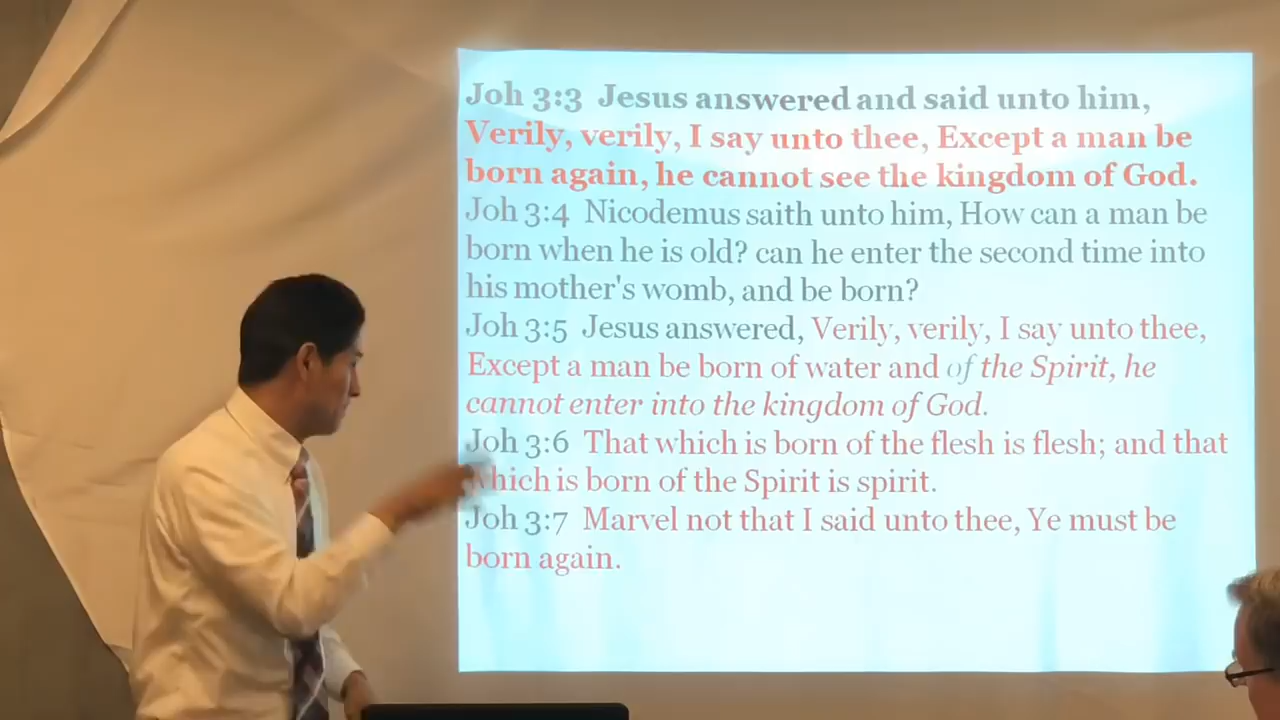 Joh 3:3 Jesus answered and said unto him,
Verily, verily, I say unto thee, Except a man be
born again, he cannot see the kingdom of God.
Joh 3:4 Nicodemus saith unto him, How can a man be
born when he is old? can he enter the second time into
his mother's womb, and be born?
Joh 3:5 Jesus answered, Verily, verily, I say unto thee,
Except a man be born of water and of the Spirit, he
cannot enter into the kingdom of God.
Joh 3:6 That which is born of the flesh is flesh; and that
which is born of the Spirit is spirit.
Joh 3:7 Marvel not that I said unto thee, Ye must be
born again.